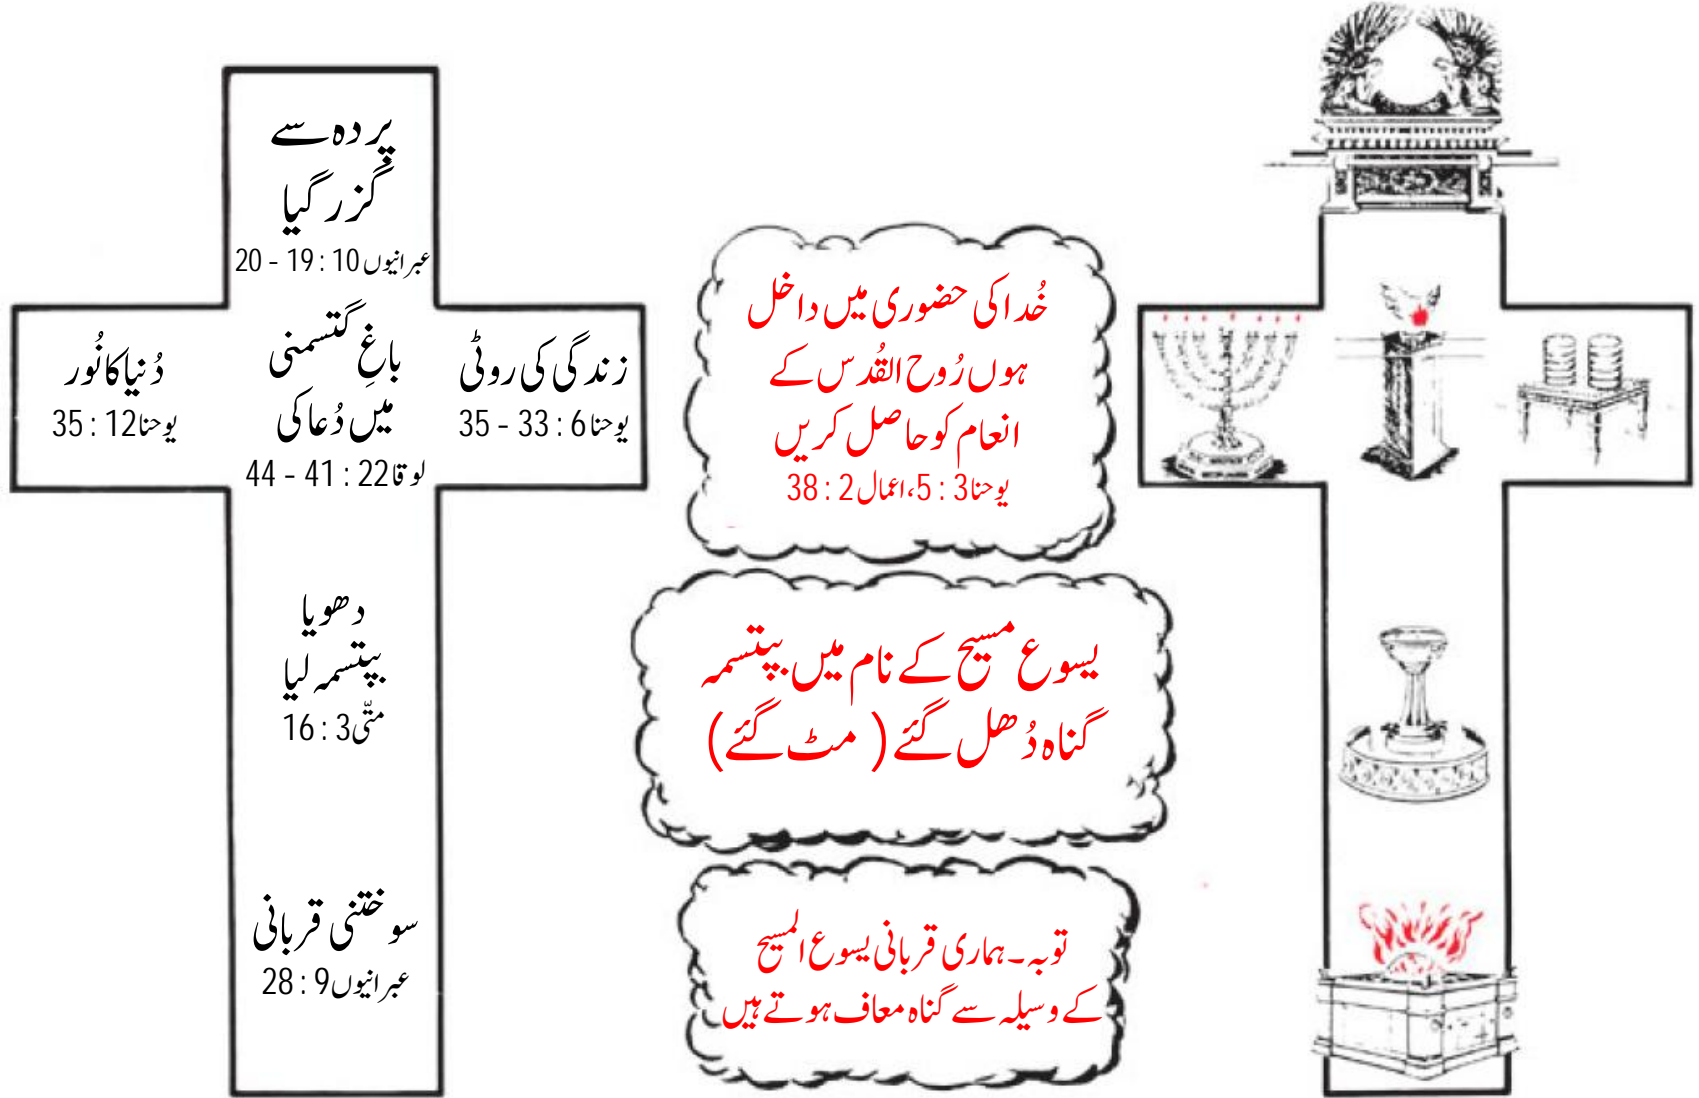 پردہ سے
گزر گیا
عبرانیوں 10 : 19 - 20
زندگی کی روٹی
یوحنا 6 : 33 - 35
باغِ گتسمنی
میں دُعا کی
لوقا 22 : 41 - 44
دُنیا کا نُور
یوحنا 12 : 35
دھویا
بپتسمہ لیا
متّی 3 : 16
سوختنی قربانی
عبرانیوں 9 : 28
خُدا کی حضوری میں داخل
ہوں رُوح القُدس کے
انعام کو حاصل کریں
یوحنا 3 : 5، اعمال 2 : 38
یسوع مسیح کے نام میں بپتسمہ
گناہ دُھل گئے ( مٹ گئے)
توبہ ۔ ہماری قربانی یسوع المسیح
کے وسیلہ سے گناہ معاف ہوتے ہیں